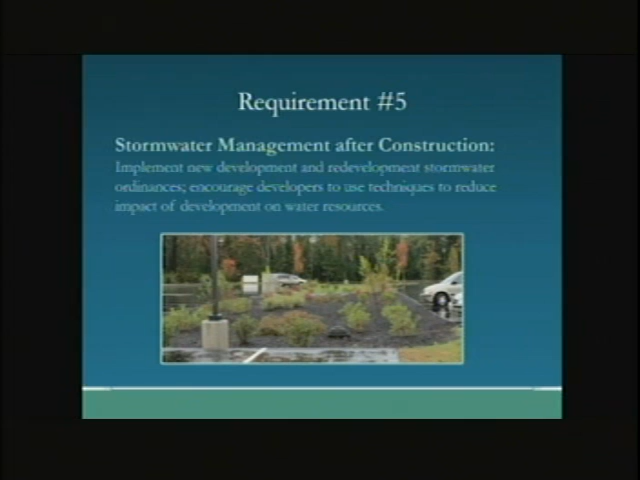 Requirement #5
Stormwater Management after Construction:
Implement new development and redevelopment stormwater
ordinances; encourage developers to use techniques to reduce
impact of development on water resources.